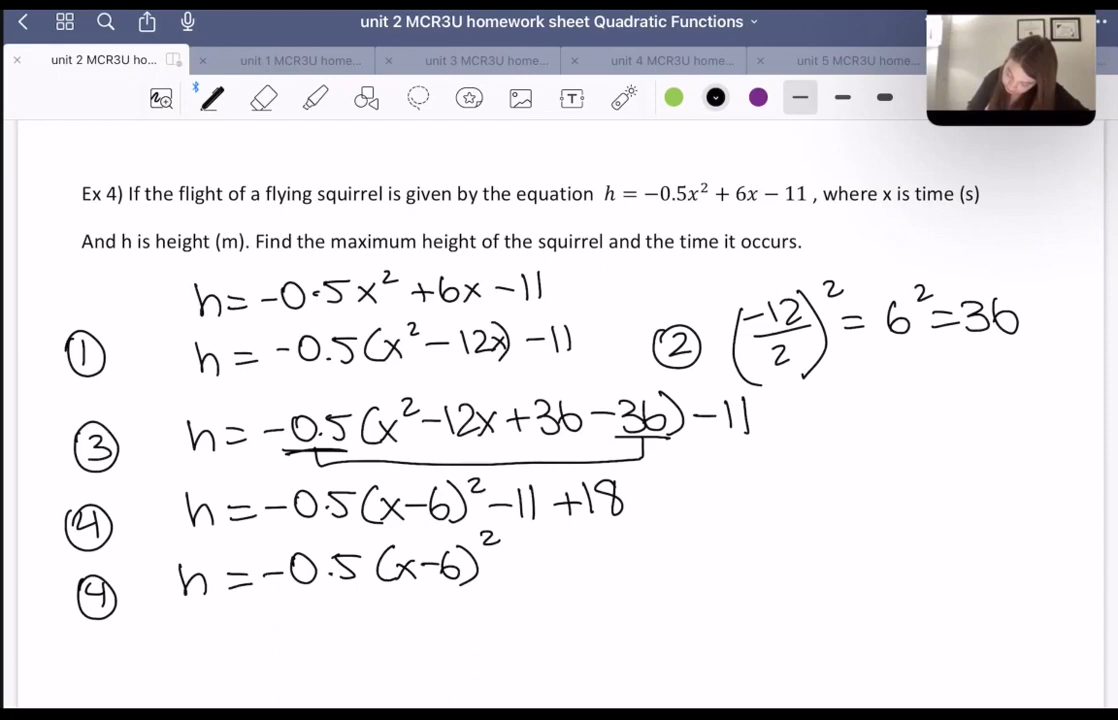 unit 2 MCR3U homework sheet Quadratic Functions
unit 2 MCR3U ho... unit 1 MCR3U home... unit 3 MCR3U home... unit 4 MCR3U home... unit 5 MCR3U home...
Ex 4) If the flight of a flying squirrel is given by the equation h = −0.5x² + 6x − 11 , where x is time (s)
And h is height (m). Find the maximum height of the squirrel and the time it occurs.
h = -0.5x² + 6x - 11
① h = -0.5(x² - 12x) - 11
② (-12/2)² = 6² = 36
③ h = -0.5(x² - 12x + 36 - 36) - 11
④ h = -0.5(x-6)² - 11 + 18
④ h = -0.5(x-6)²